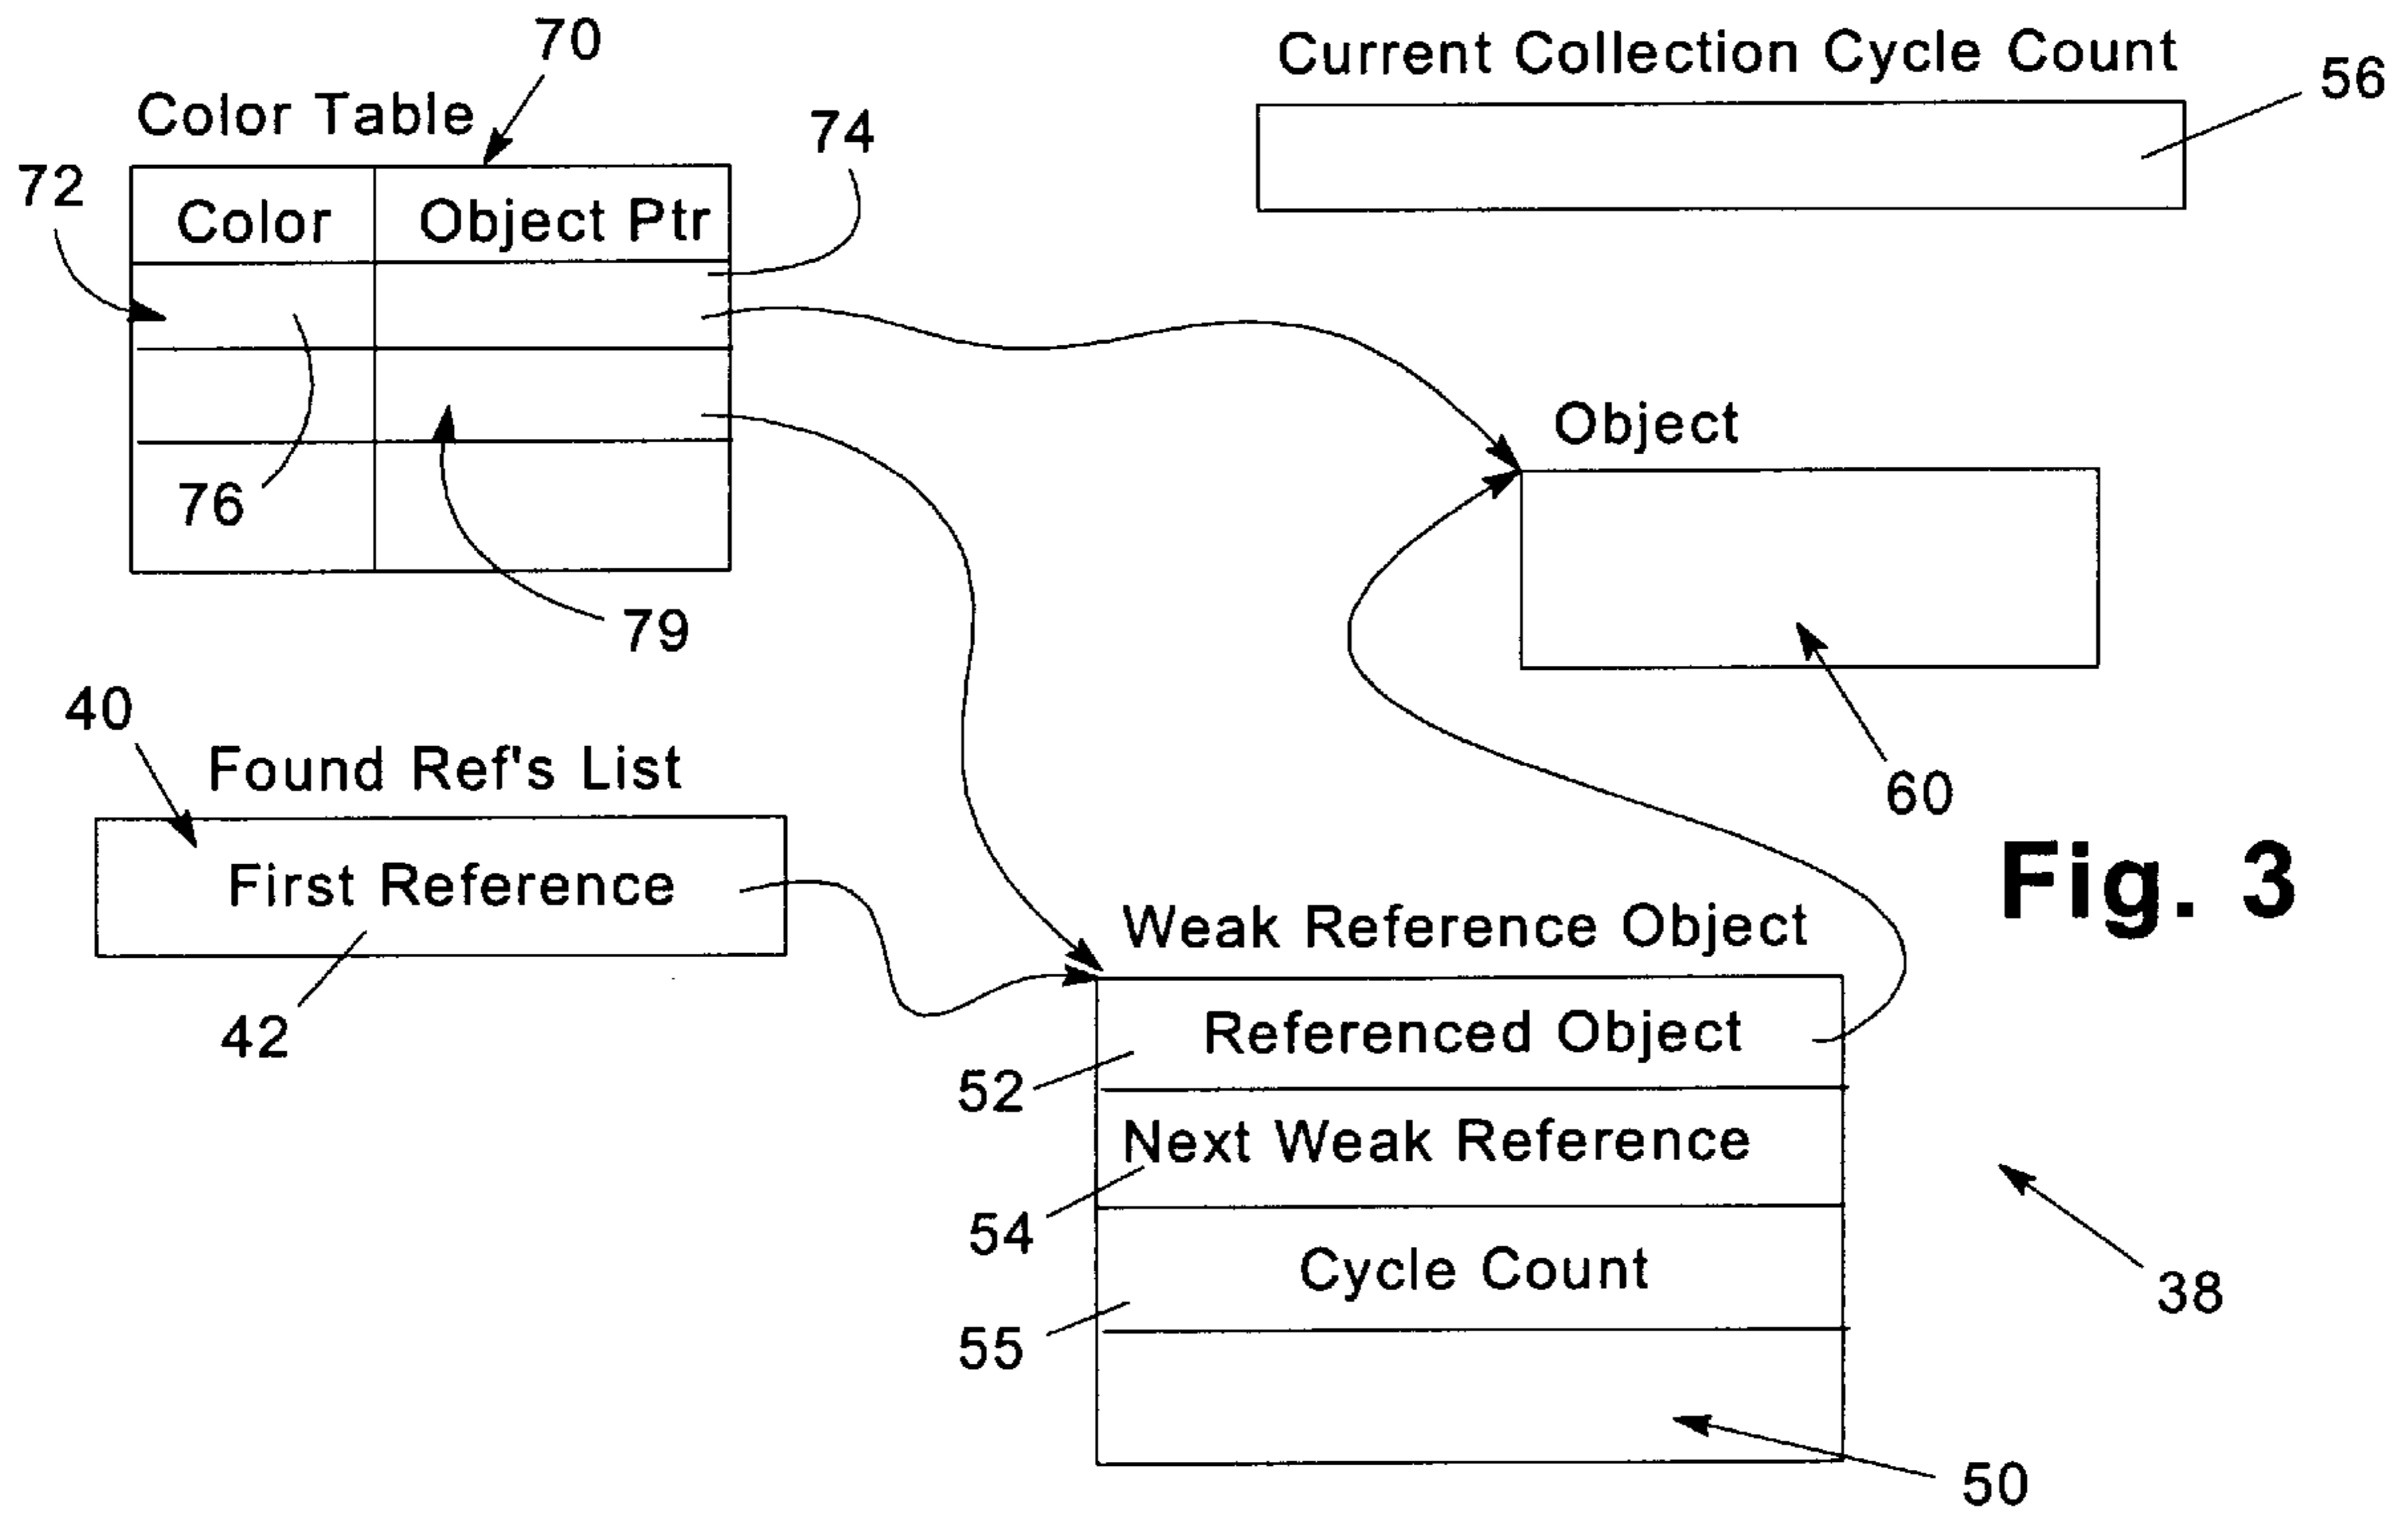 70
Current Collection Cycle Count
56
Color Table
74
72
Color
Object Ptr
Object
76
79
40
60
Found Ref's List
Fig. 3
First Reference
Weak Reference Object
42
Referenced Object
52
Next Weak Reference
54
Cycle Count
38
55
50